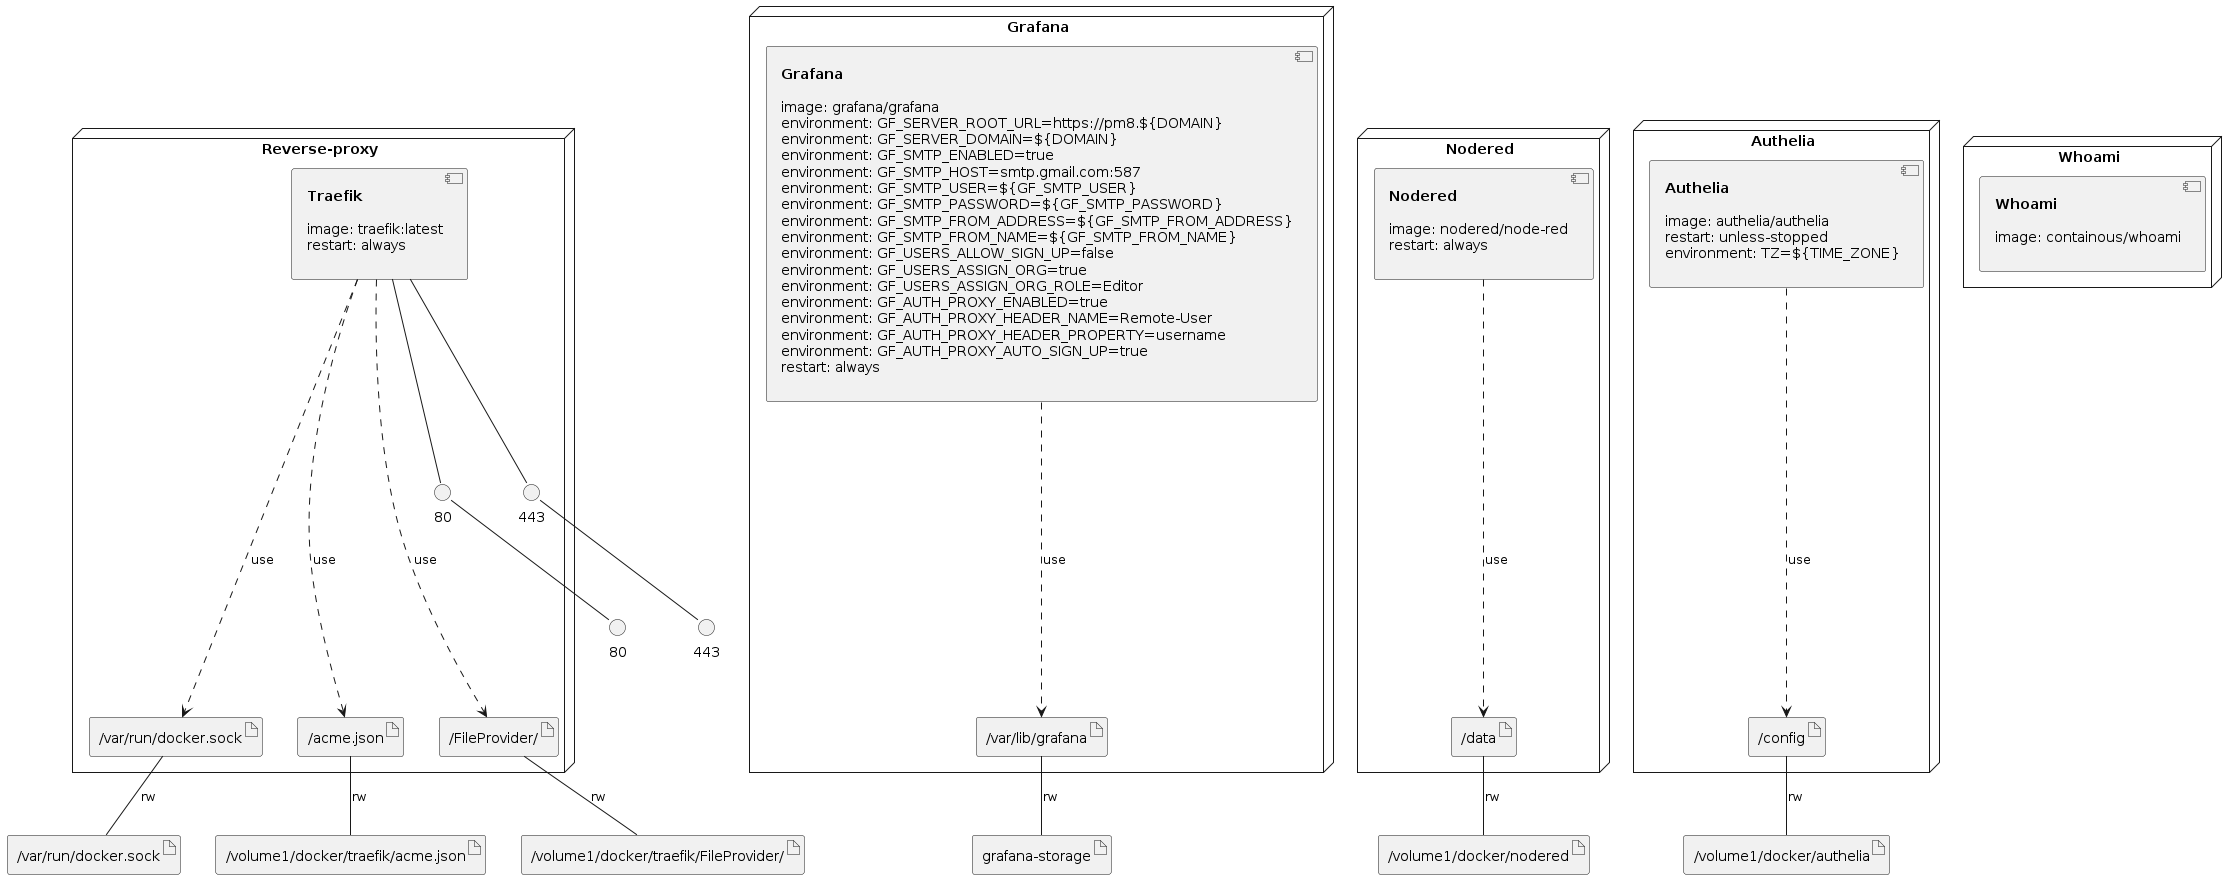 Reverse-proxy
Traefik
image: traefik:latest
restart: always
80
443
use
use
use
80
443
/var/run/docker.sock
/acme.json
/FileProvider/
rw
rw
rw
/var/run/docker.sock
/volume1/docker/traefik/acme.json
/volume1/docker/traefik/FileProvider/
Grafana
Grafana
image: grafana/grafana
environment: GF_SERVER_ROOT_URL=https://pm8.${DOMAIN}
environment: GF_SERVER_DOMAIN=${DOMAIN}
environment: GF_SMTP_ENABLED=true
environment: GF_SMTP_HOST=smtp.gmail.com:587
environment: GF_SMTP_USER=${GF_SMTP_USER}
environment: GF_SMTP_PASSWORD=${GF_SMTP_PASSWORD}
environment: GF_SMTP_FROM_ADDRESS=${GF_SMTP_FROM_ADDRESS}
environment: GF_SMTP_FROM_NAME=${GF_SMTP_FROM_NAME}
environment: GF_USERS_ALLOW_SIGN_UP=false
environment: GF_USERS_ASSIGN_ORG=true
environment: GF_USERS_ASSIGN_ORG_ROLE=Editor
environment: GF_AUTH_PROXY_ENABLED=true
environment: GF_AUTH_PROXY_HEADER_NAME=Remote-User
environment: GF_AUTH_PROXY_HEADER_PROPERTY=username
environment: GF_AUTH_PROXY_AUTO_SIGN_UP=true
restart: always
use
/var/lib/grafana
rw
grafana-storage
Nodered
Nodered
image: nodered/node-red
restart: always
use
/data
rw
/volume1/docker/nodered
Authelia
Authelia
image: authelia/authelia
restart: unless-stopped
environment: TZ=${TIME_ZONE}
use
/config
rw
/volume1/docker/authelia
Whoami
Whoami
image: containous/whoami